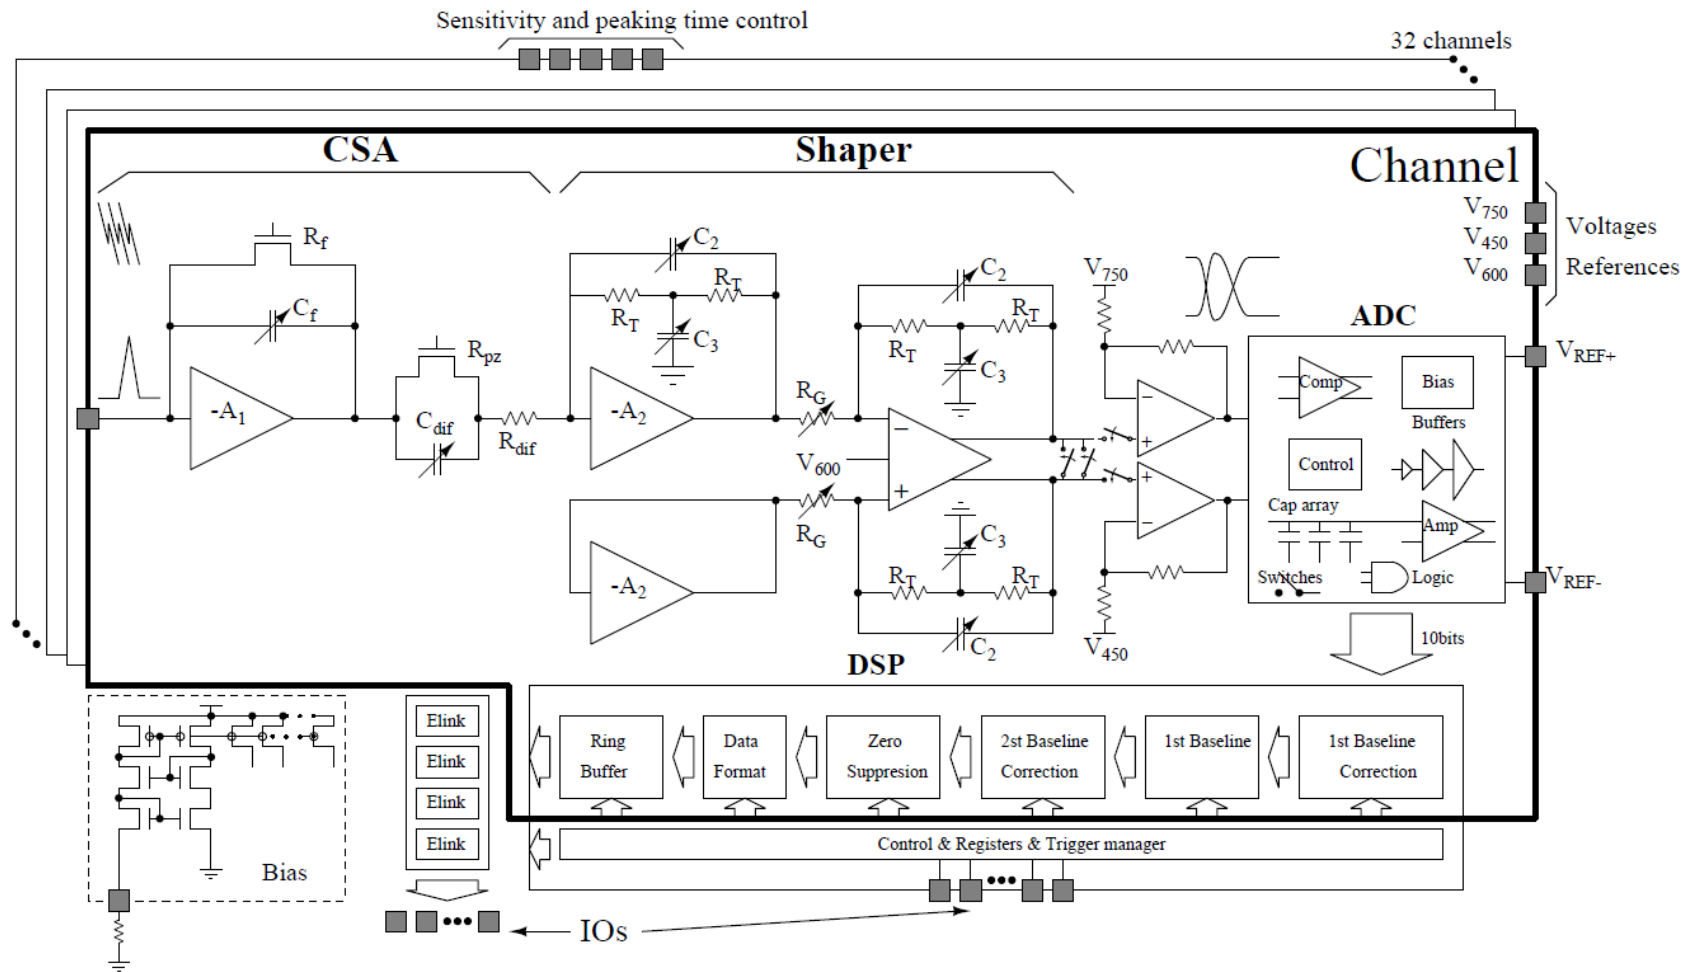 Sensitivity and peaking time control
32 channels
CSA
Shaper
Channel
V750
V450
V600
Voltages
References
Rf
Cf
Rpz
Cdif
Rdif
-A1
C2
RT
RT
C3
-A2
RG
V600
RG
-A2
C2
RT
RT
C3
−
+
C3
RT
RT
C2
V750
−
+
+
−
V450
ADC
VREF+
VREF-
Comp
Bias
Buffers
Control
Cap array
Amp
Switches
Logic
10bits
DSP
Ring
Buffer
Data
Format
Zero
Suppresion
2st Baseline
Correction
1st Baseline
1st Baseline
Correction
Control & Registers & Trigger manager
Elink
Elink
Elink
Elink
Bias
IOs